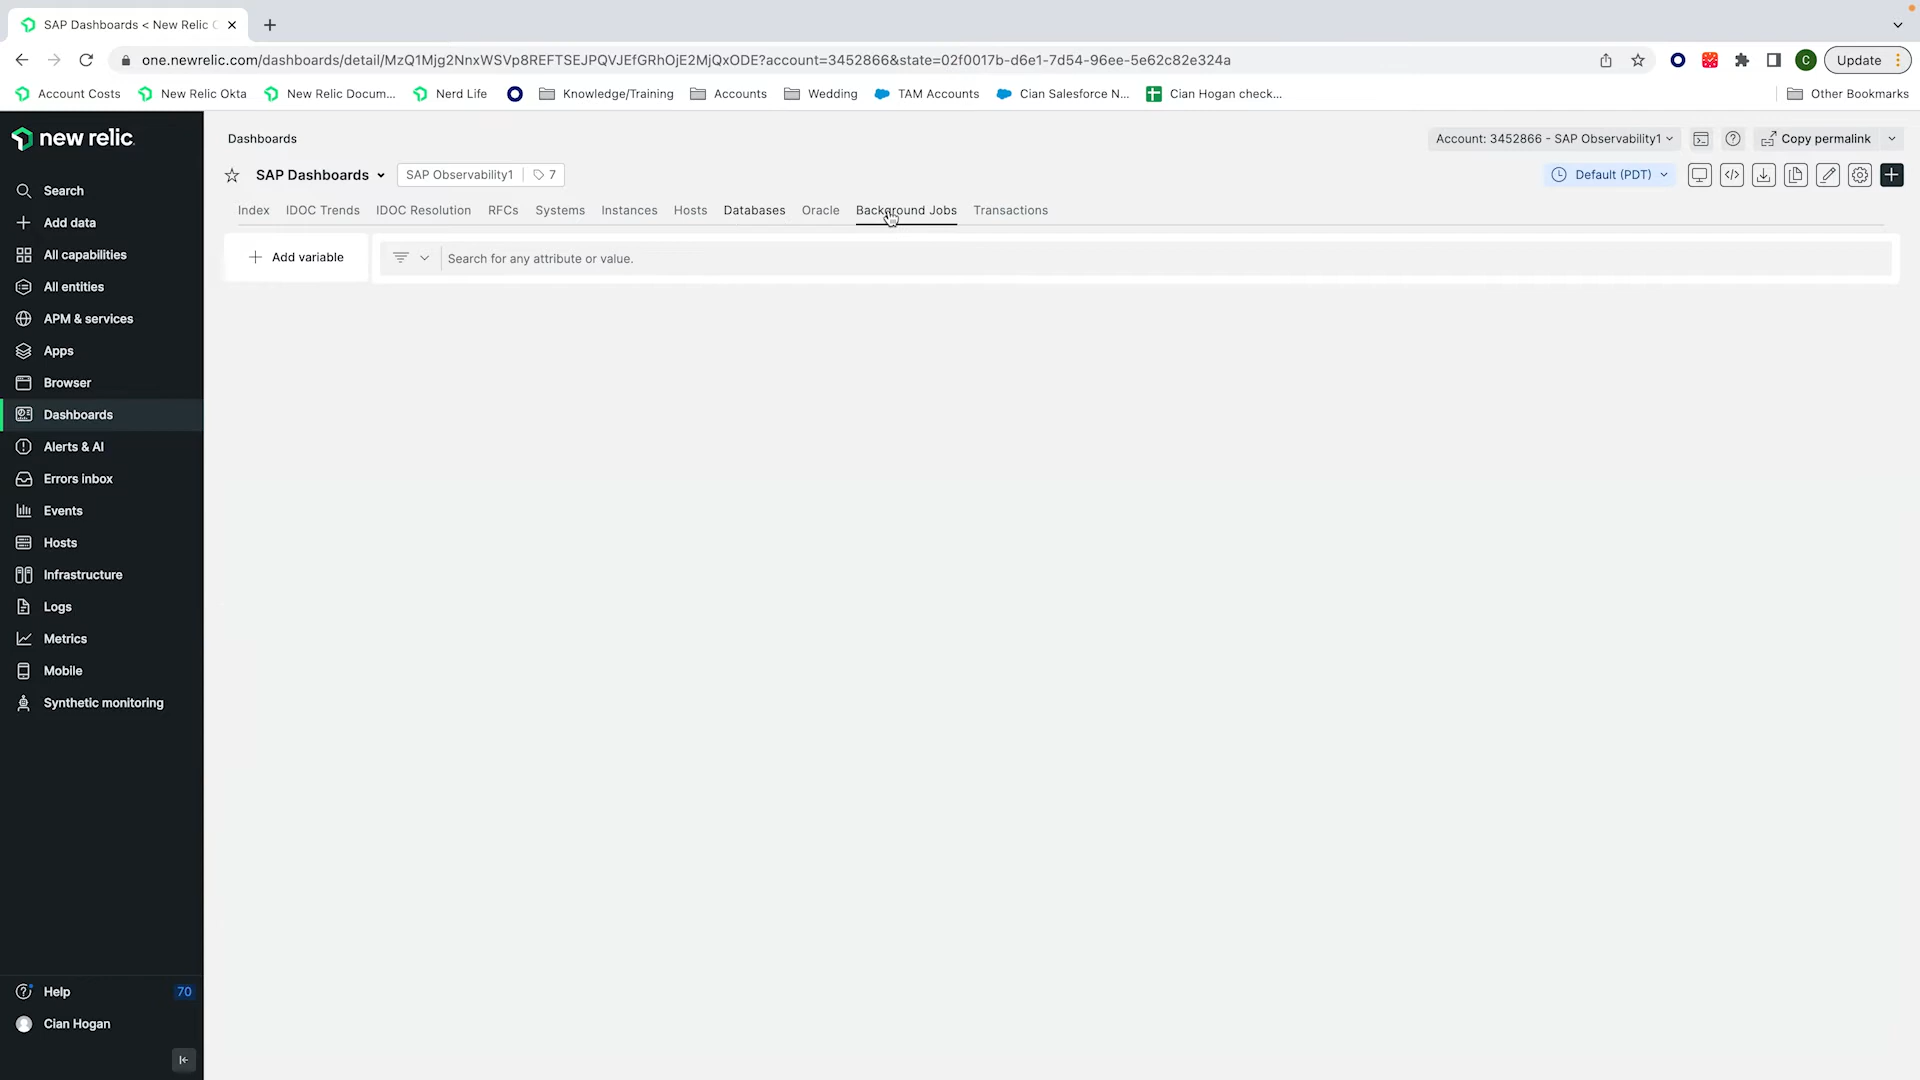 SAP Dashboards < New Relic
one.newrelic.com/dashboards/detail/MzQ1Mjg2NnxWSVp8REFTSEJPQVJEfGRhOjE2MjQxODE?account=3452866&state=02f0017b-d6e1-7d54-96ee-5e62c82e324a
C
Update
Account Costs
New Relic Okta
New Relic Docum...
Nerd Life
Knowledge/Training
Accounts
Wedding
TAM Accounts
Cian Salesforce N...
Cian Hogan check...
Other Bookmarks
new relic
Search
Add data
All capabilities
All entities
APM & services
Apps
Browser
Dashboards
Alerts & AI
Errors inbox
Events
Hosts
Infrastructure
Logs
Metrics
Mobile
Synthetic monitoring
Help 70
Cian Hogan
Dashboards
Account: 3452866 - SAP Observability1
Copy permalink
SAP Dashboards
SAP Observability1 7
Default (PDT)
Index IDOC Trends IDOC Resolution RFCs Systems Instances Hosts Databases Oracle Background Jobs Transactions
Add variable
Search for any attribute or value.